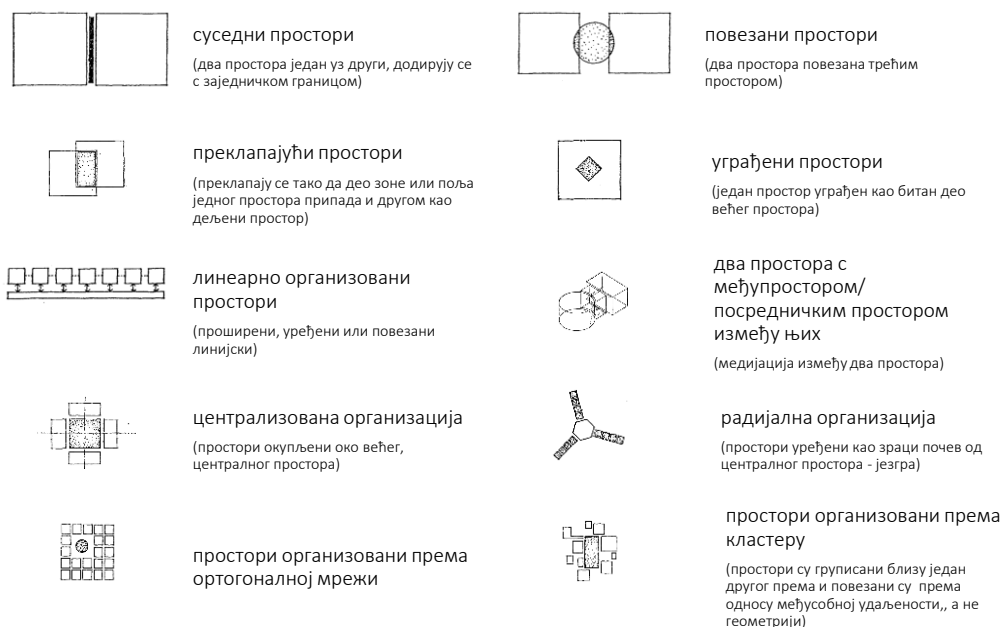 суседни простори
(два простора један уз други, додирују се
с заједничком границом)
повезани простори
(два простора повезана трећим
простором)
преклапајући простори
(преклапају се тако да део зоне или поља
једног простора припада и другом као
дељени простор)
уграђени простори
(један простор уграђен као битан део
већег простора)
линеарно организовани
простори
(проширени, уређени или повезани
линијски)
два простора с
међупростором/
посредничким простором
између њих
(медијација између два простора)
централизована организација
(простори окупљени око већег,
централног простора)
радијална организација
(простори уређени као зраци почев од
централног простора - језгра)
простори организовани према
ортогоналној мрежи
простори организовани према
кластеру
(простори су груписани близу један
другог према и повезани су  према
односу међусобној удаљености,, а не
геометрији)